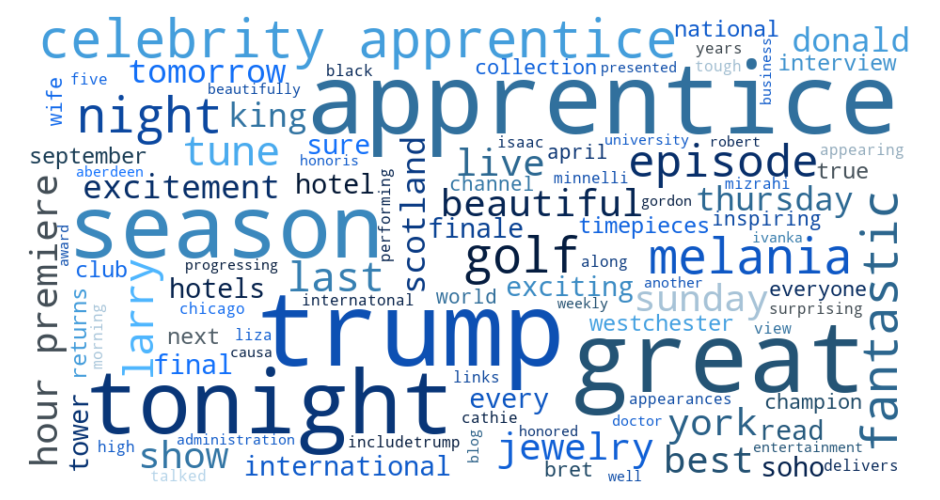 celebrity apprentice national donald
years
wife five tomorrow black collection presented tough business interview
beautifully
night king apprentice
september tune sure isaac april university robert appearing
honoris
aberdeen excitement hotel performing scotland live channel minnelli episode mizrahi true
hour premiere award season beautiful gordon thursday fantastic
finale timepieces inspiring
club progressing last golf along ivanka melania
returns larry hotels internatonal world exciting weekly another sunday everyone
morning chicago surprising
next liza trump westchester view great
final causa
tower tonight links every appearances champion
cathie
high administration includetrump blog honored doctor york read
show jewelry entertainment
talked international bret well best soho delivers